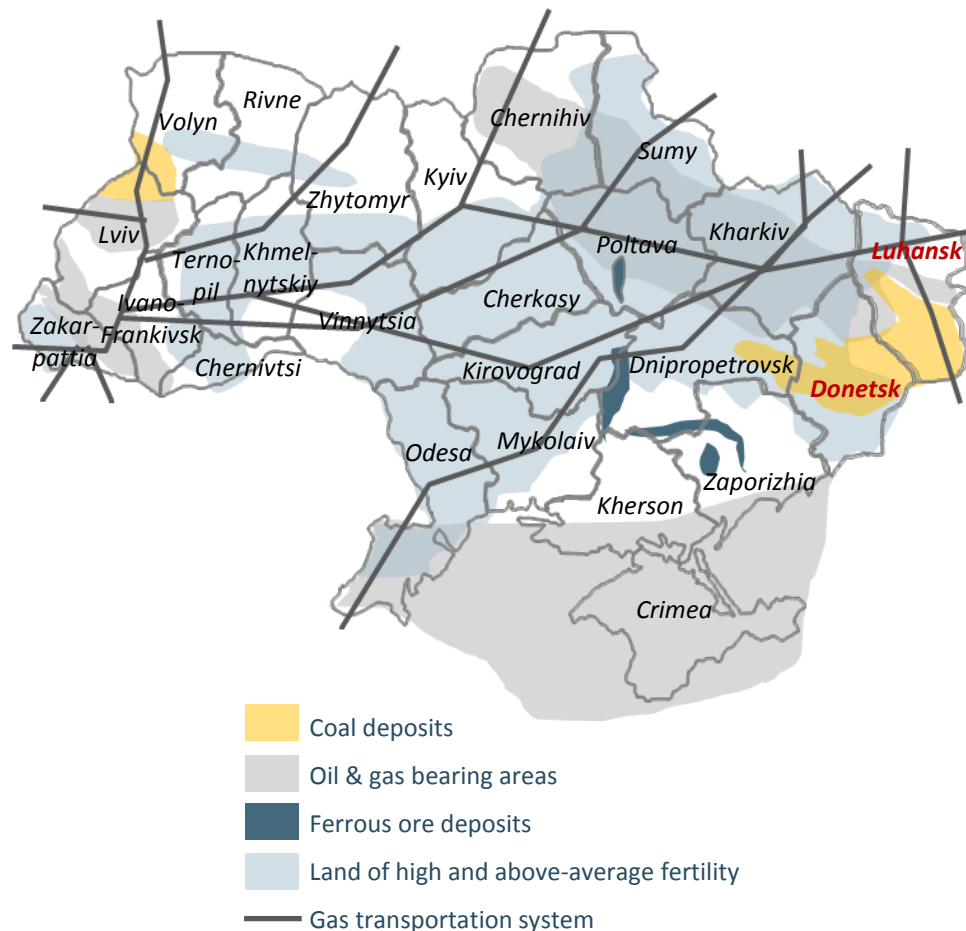 Volyn
Rivne
Chernihiv
Sumy
Kyiv
Zhytomyr
Lviv
Terno-
pil
Khmel-
nytskiy
Poltava
Kharkiv
Luhansk
Ivano-
Frankivsk
Vinnytsia
Cherkasy
Zakar-
pattia
Chernivtsi
Kirovograd
Dnipropetrovsk
Donetsk
Odesa
Mykolaiv
Zaporizhia
Kherson
Crimea
Coal deposits
Oil & gas bearing areas
Ferrous ore deposits
Land of high and above-average fertility
Gas transportation system